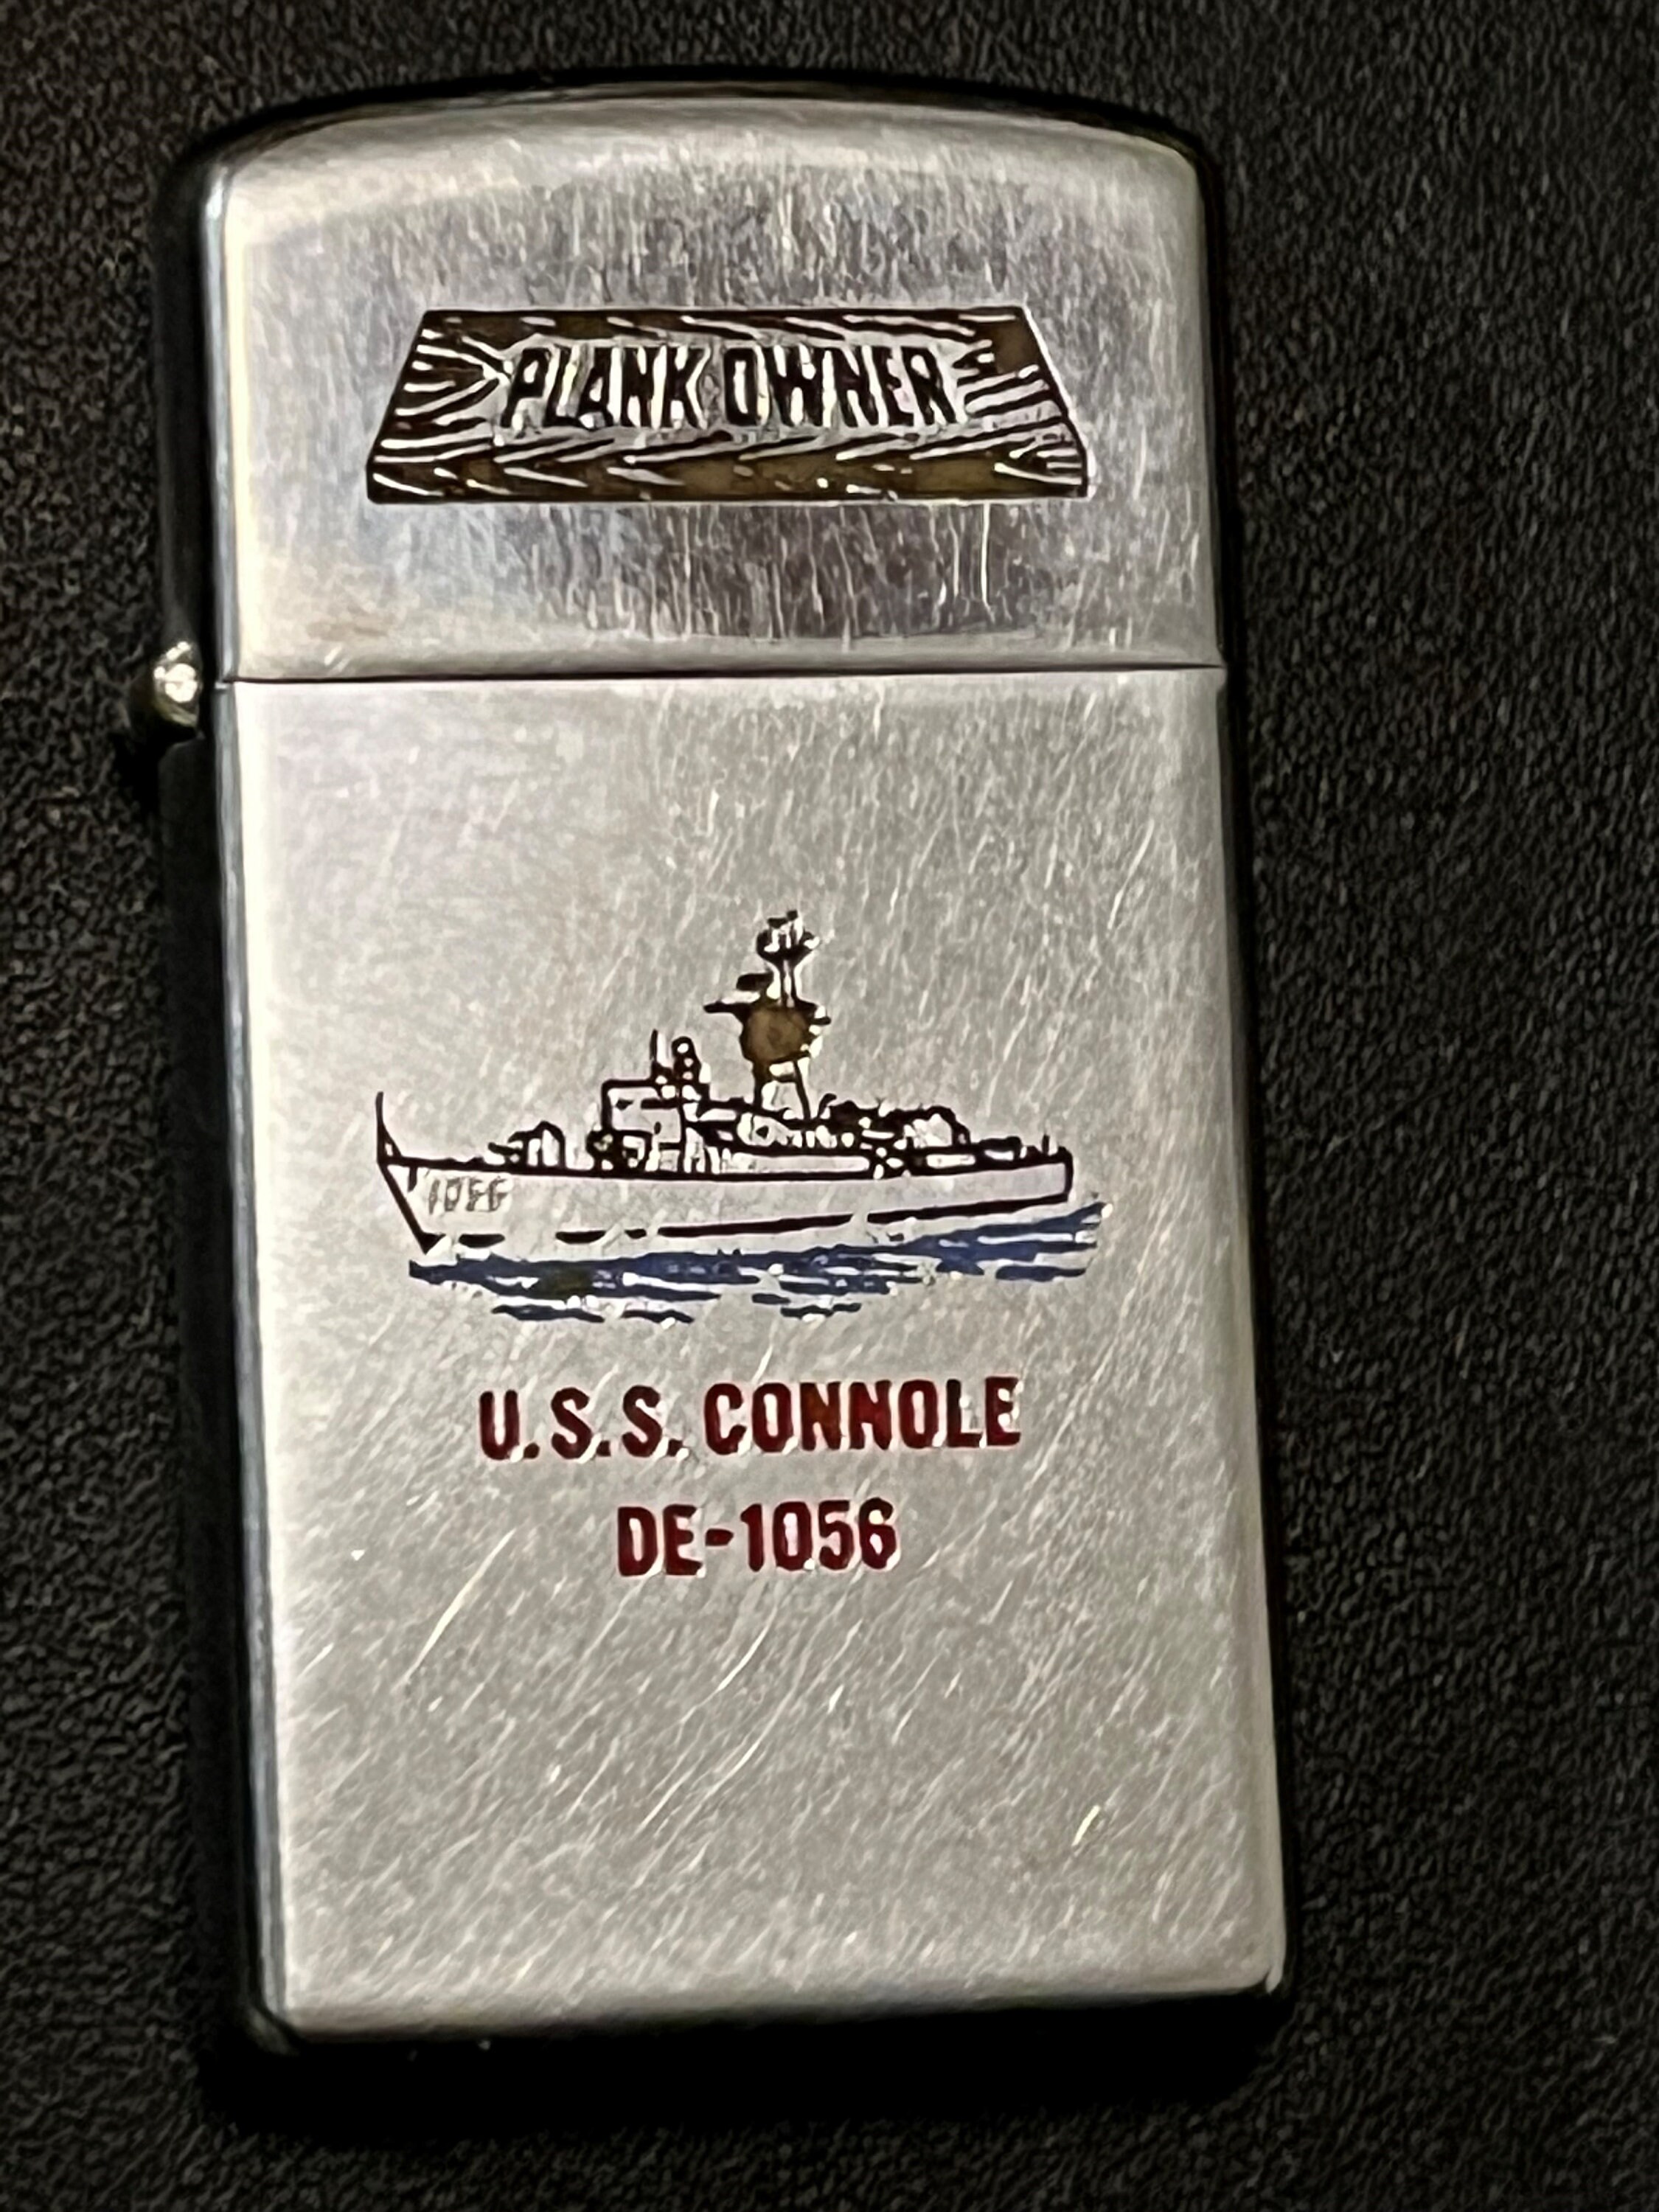 PLANK OWNER
1056
U.S.S. CONNOLE
DE-1056